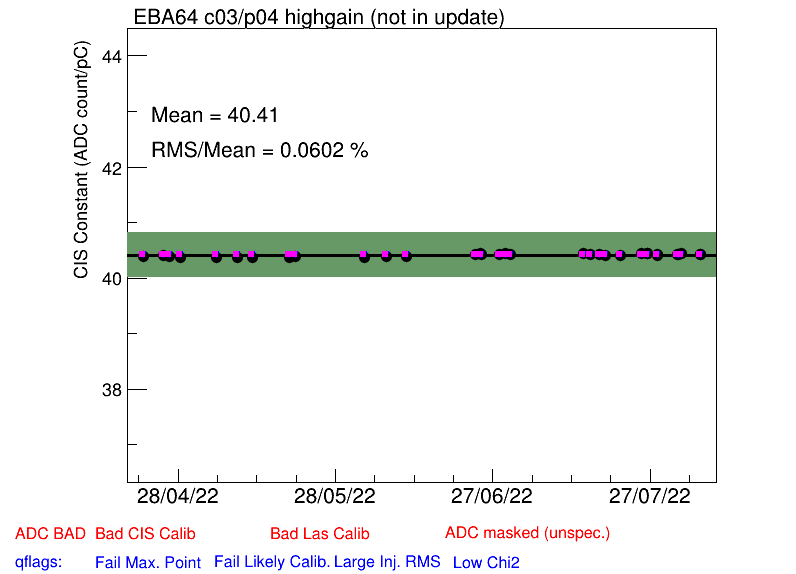 EBA64 c03/p04 highgain (not in update)
CIS Constant (ADC count/pC)
44
Mean = 40.41
RMS/Mean = 0.0602 %
42
40
38
28/04/22 28/05/22 27/06/22 27/07/22
ADC BAD Bad CIS Calib Bad Las Calib ADC masked (unspec.)
qflags: Fail Max. Point Fail Likely Calib. Large Inj. RMS Low Chi2